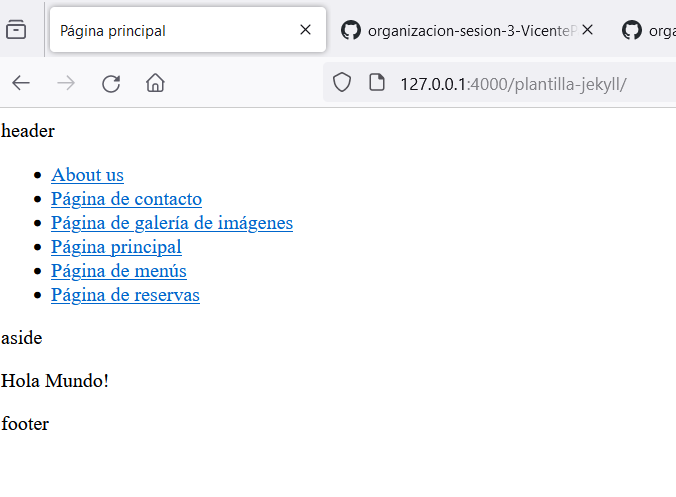 Página principal
organizacion-sesion-3-VicenteP
orga
127.0.0.1:4000/plantilla-jekyll/
header
About us
Página de contacto
Página de galería de imágenes
Página principal
Página de menús
Página de reservas
aside
Hola Mundo!
footer